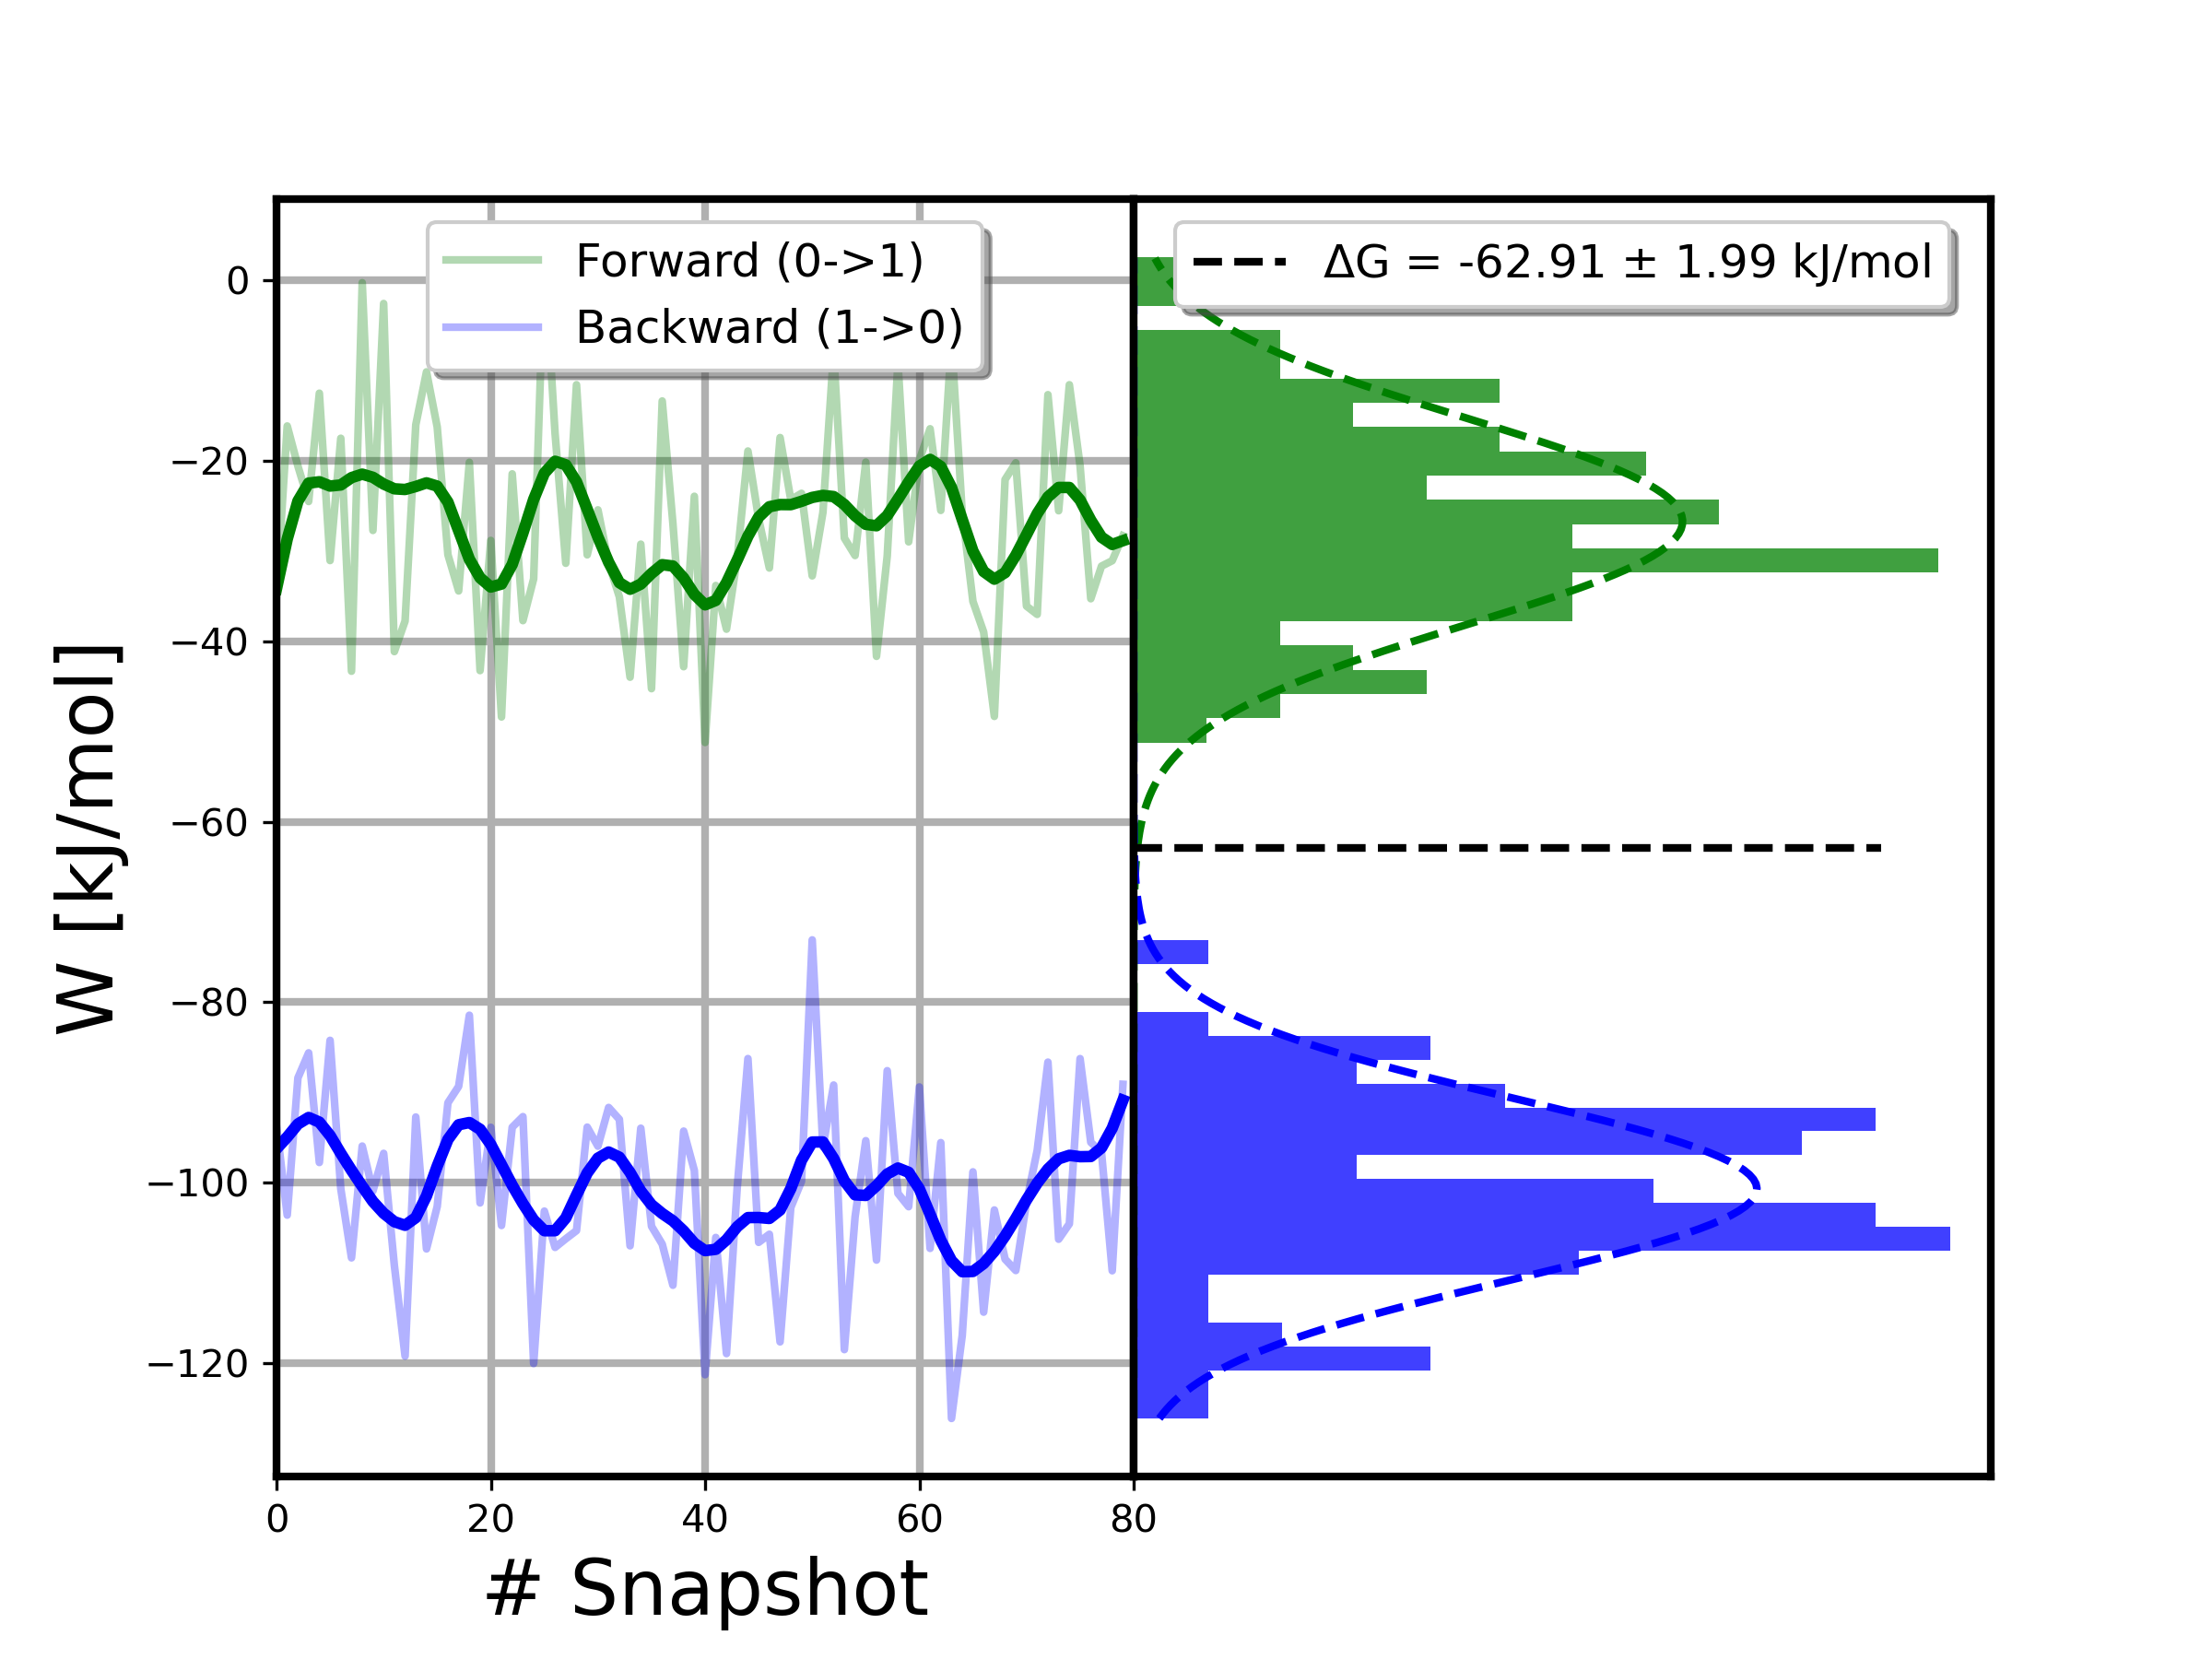 Forward (0->1)
Backward (1->0)
ΔG = -62.91 ± 1.99 kJ/mol
W [kJ/mol]
0
−20
−40
−60
−80
−100
−120
0 20 40 60 80
# Snapshot